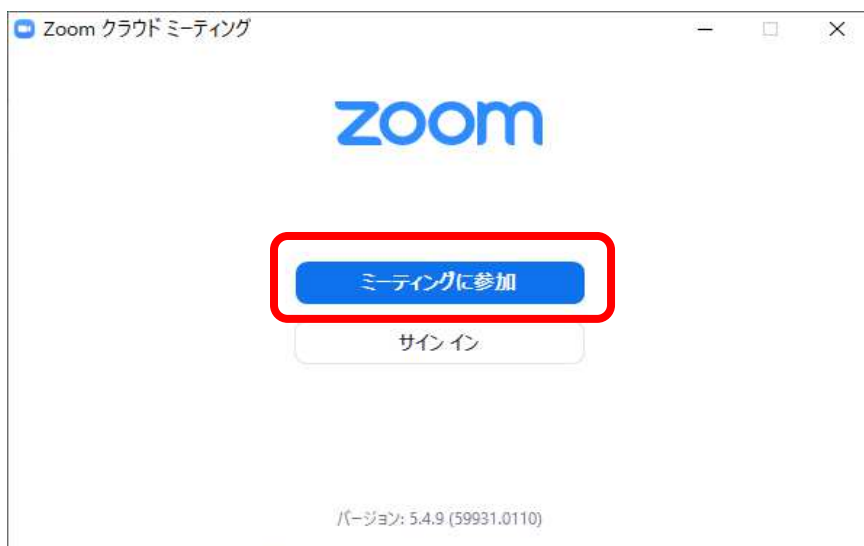 Zoom クラウド ミーティング
zoom
ミーティングに参加
サイン イン
バージョン: 5.4.9 (59931.0110)